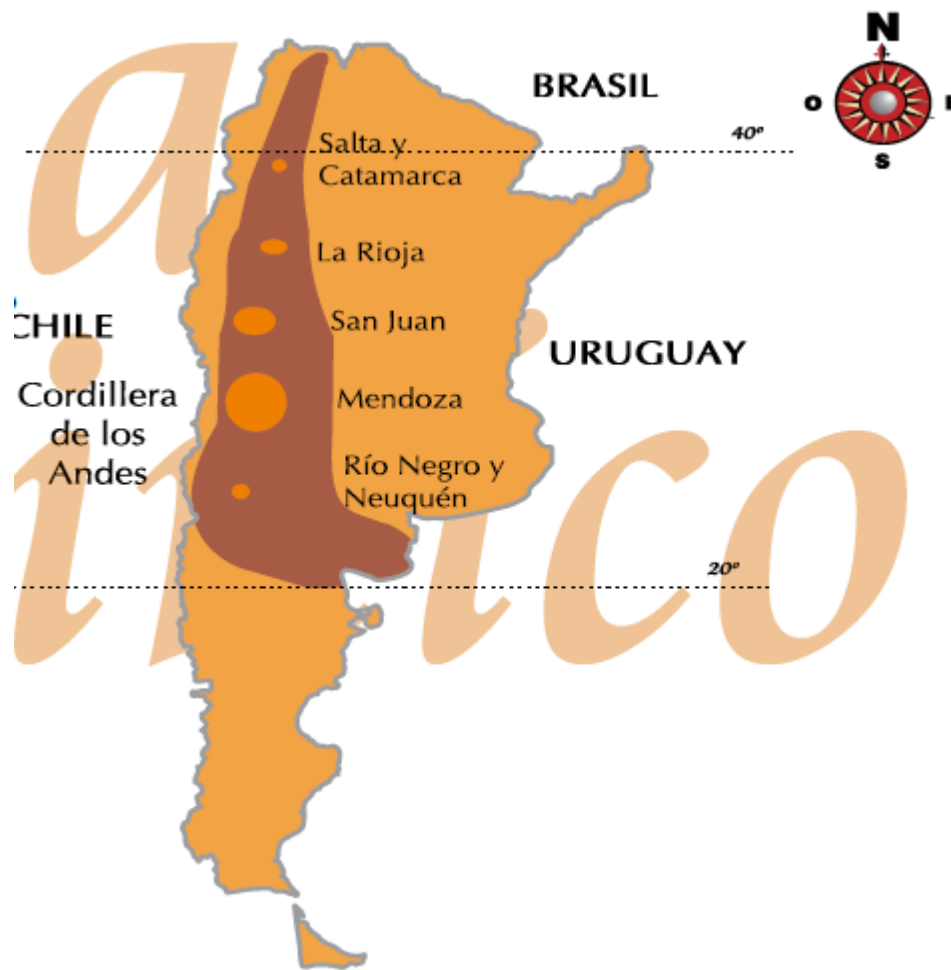 N
BRASIL
O
S
40º
Salta y
Catamarca
La Rioja
San Juan
CHILE
URUGUAY
Cordillera
de los
Andes
Mendoza
Río Negro y
Neuquén
20º
a
ico